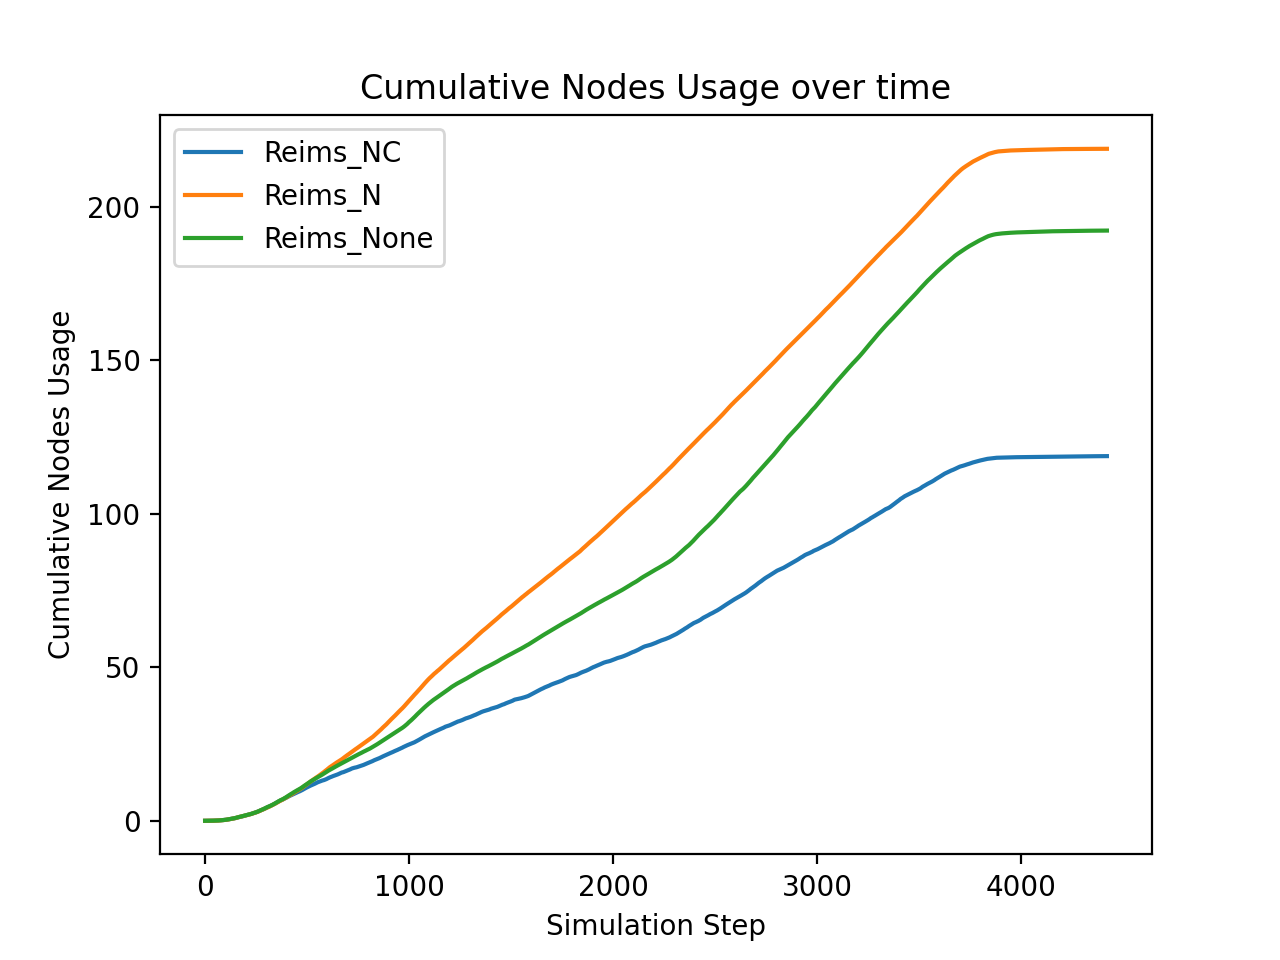 Cumulative Nodes Usage over time
Reims_NC
Reims_N
Reims_None
Cumulative Nodes Usage
200
150
100
50
0
0 1000 2000 3000 4000
Simulation Step